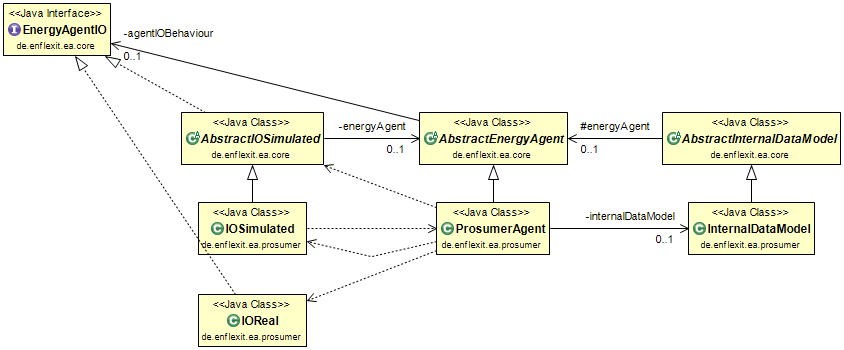 <<Java Interface>>
EnergyAgentIO
de.enflexit.ea.core
-agentIOBehaviour
0..1
<<Java Class>>
AbstractIOSimulated
de.enflexit.ea.core
-energyAgent
0..1
<<Java Class>>
AbstractEnergyAgent
de.enflexit.ea.core
#energyAgent
0..1
<<Java Class>>
AbstractInternalDataModel
de.enflexit.ea.core
<<Java Class>>
IOSimulated
de.enflexit.ea.prosumer
<<Java Class>>
ProsumerAgent
de.enflexit.ea.prosumer
-internalDataModel
0..1
<<Java Class>>
InternalDataModel
de.enflexit.ea.prosumer
<<Java Class>>
IOReal
de.enflexit.ea.prosumer